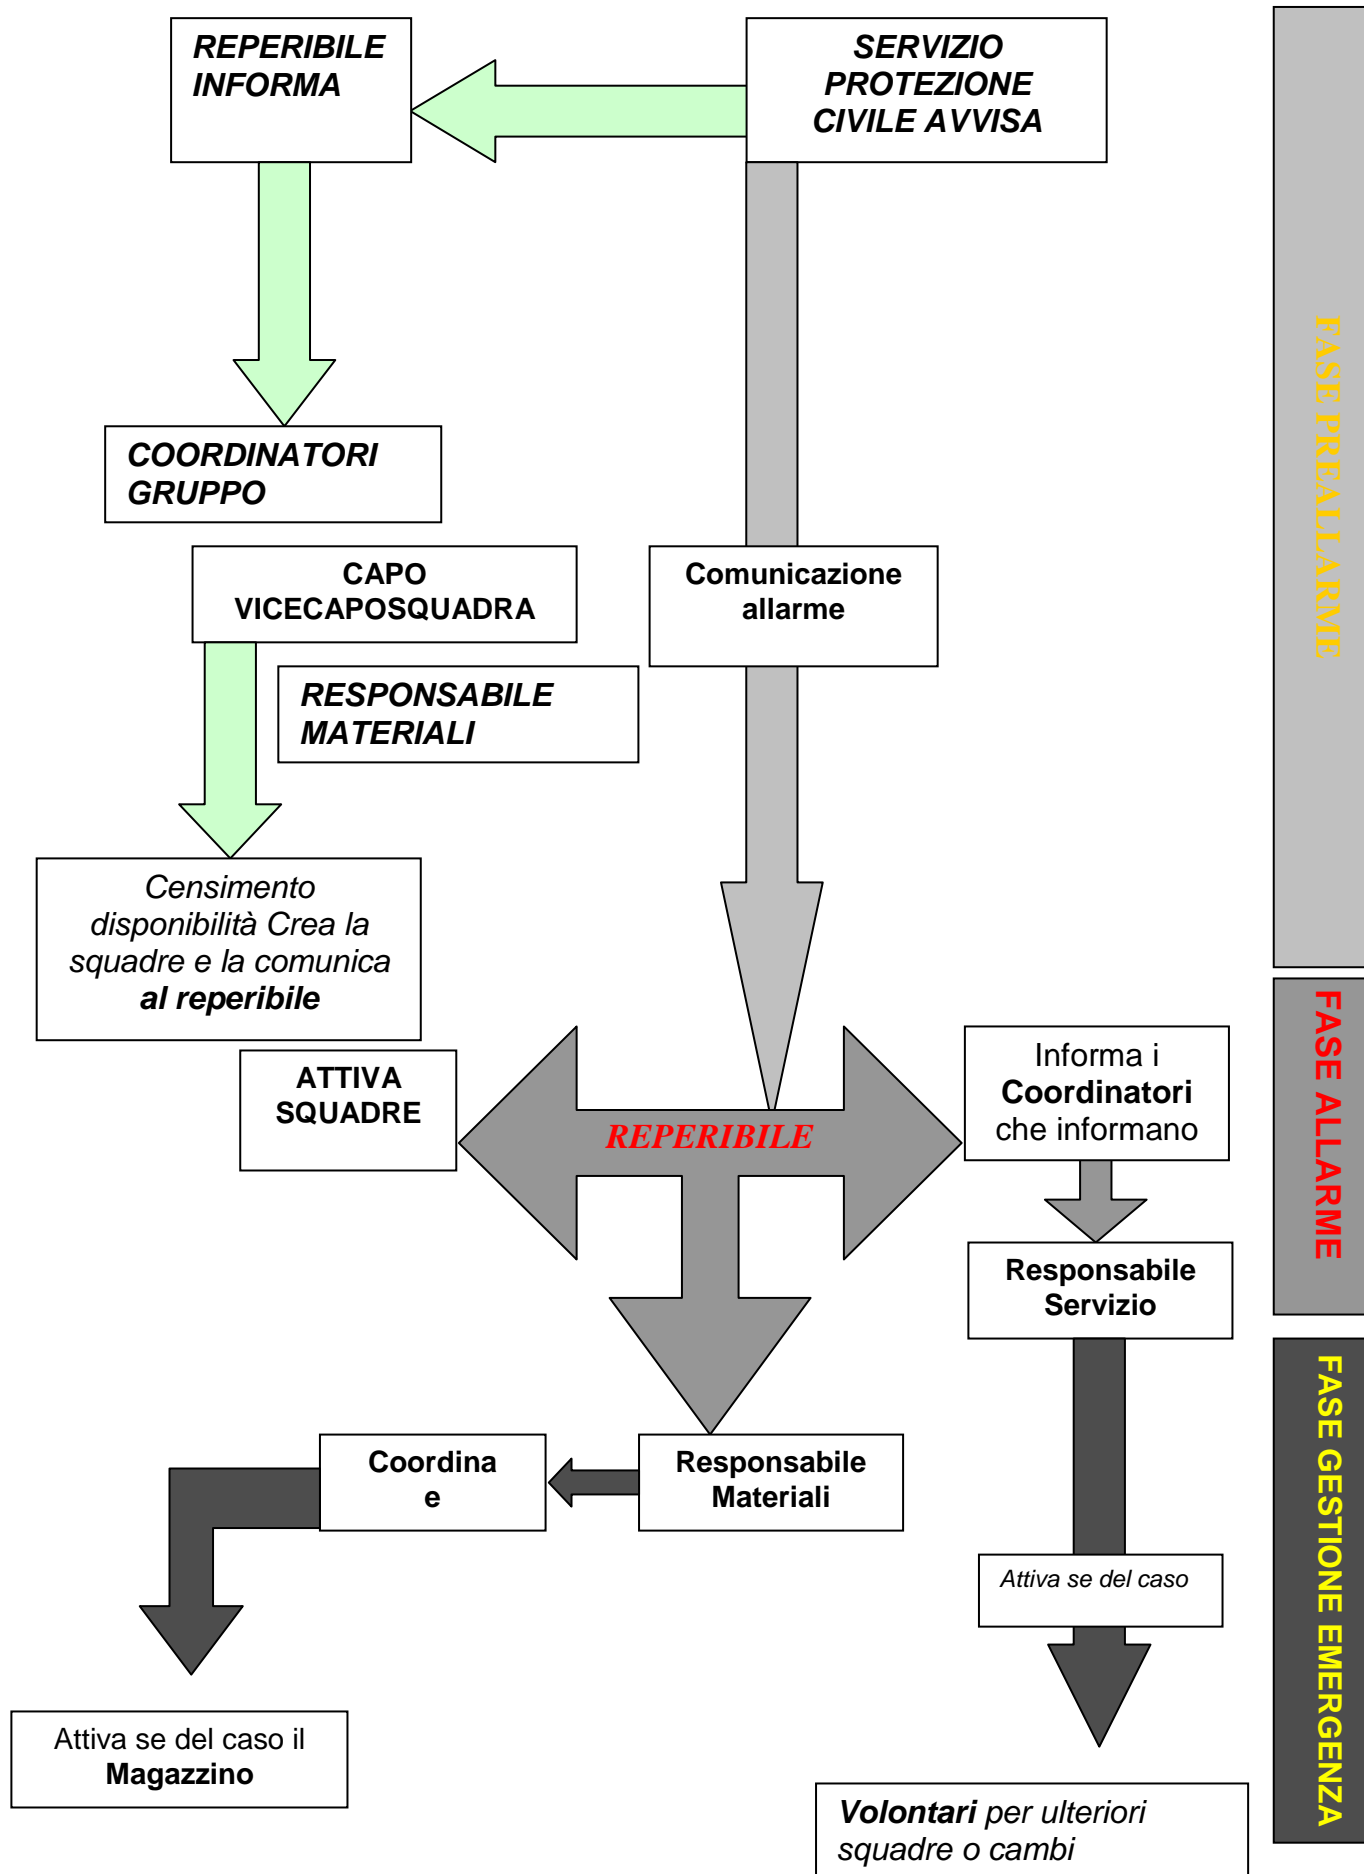 REPERIBILE
INFORMA
SERVIZIO
PROTEZIONE
CIVILE AVVISA
FASE PREALLARME
COORDINATORI
GRUPPO
CAPO
VICECAPOSQUADRA
Comunicazione
allarme
RESPONSABILE
MATERIALI
Censimento
disponibilità Crea la
squadre e la comunica
al reperibile
FASE ALLARME
ATTIVA
SQUADRE
REPERIBILE
Informa i
Coordinatori
che informano
Responsabile
Servizio
FASE GESTIONE EMERGENZA
Coordina
e
Responsabile
Materiali
Attiva se del caso
Attiva se del caso il
Magazzino
Volontari per ulteriori
squadre o cambi